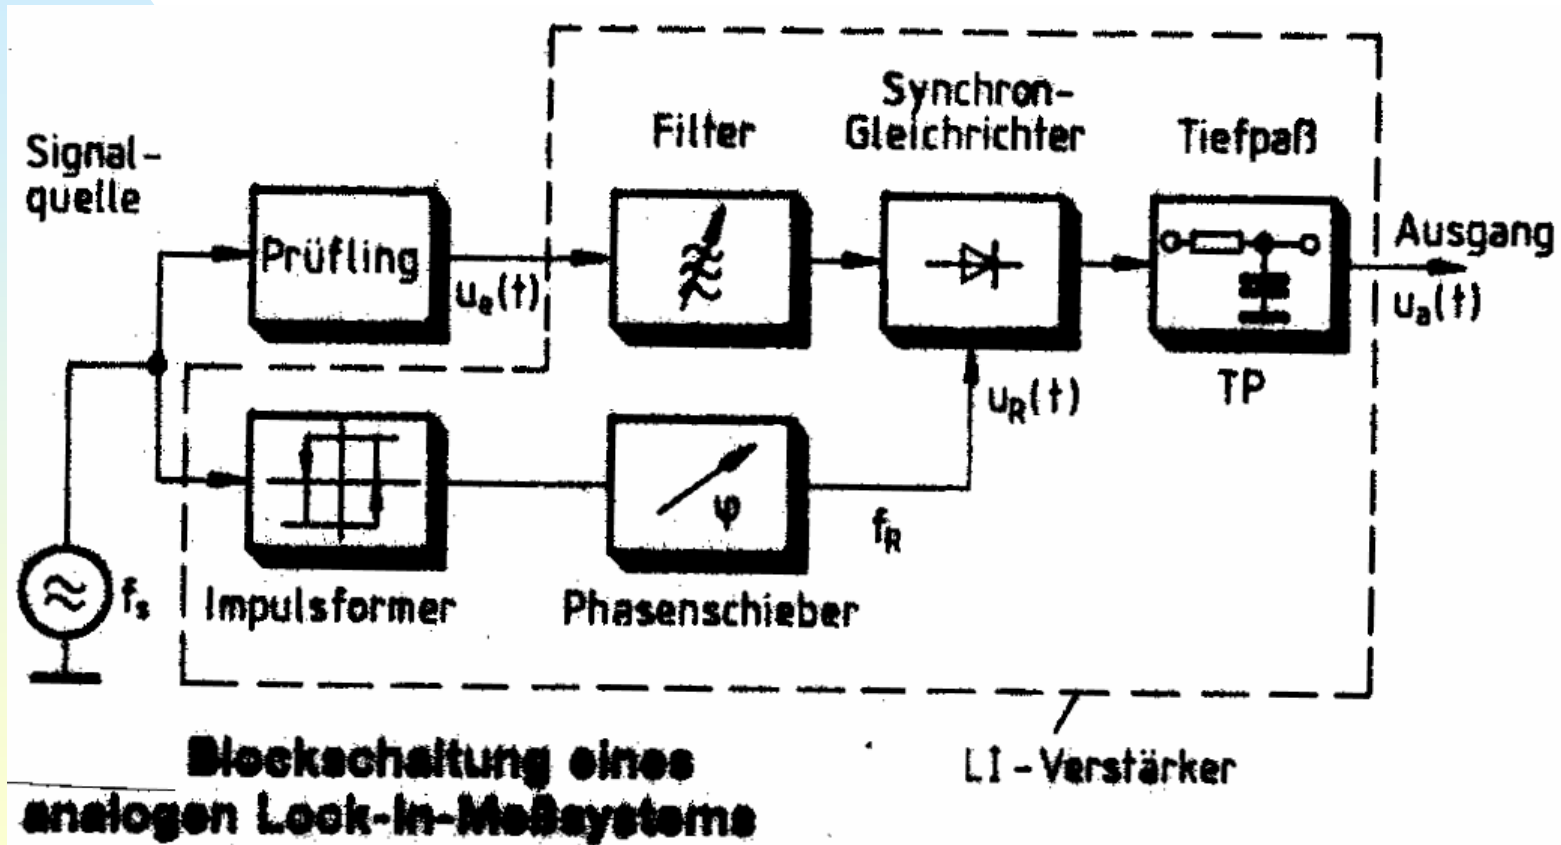 Signal-
quelle
Prüfling
u_e(t)
Filter
Synchron-
Gleichrichter
Tiefpaß
TP
Ausgang
u_a(t)
u_R(t)
f_s
Impulsformer
φ
Phasenschieber
f_R
LI-Verstärker
Blockschaltung eines
analogen Lock-In-Meßsystems